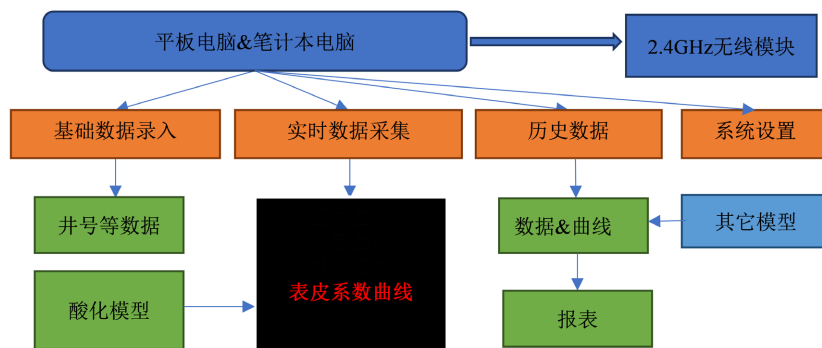 平板电脑&笔计本电脑
2.4GHz无线模块
基础数据录入
实时数据采集
历史数据
系统设置
井号等数据
数据&曲线
其它模型
表皮系数曲线
酸化模型
报表